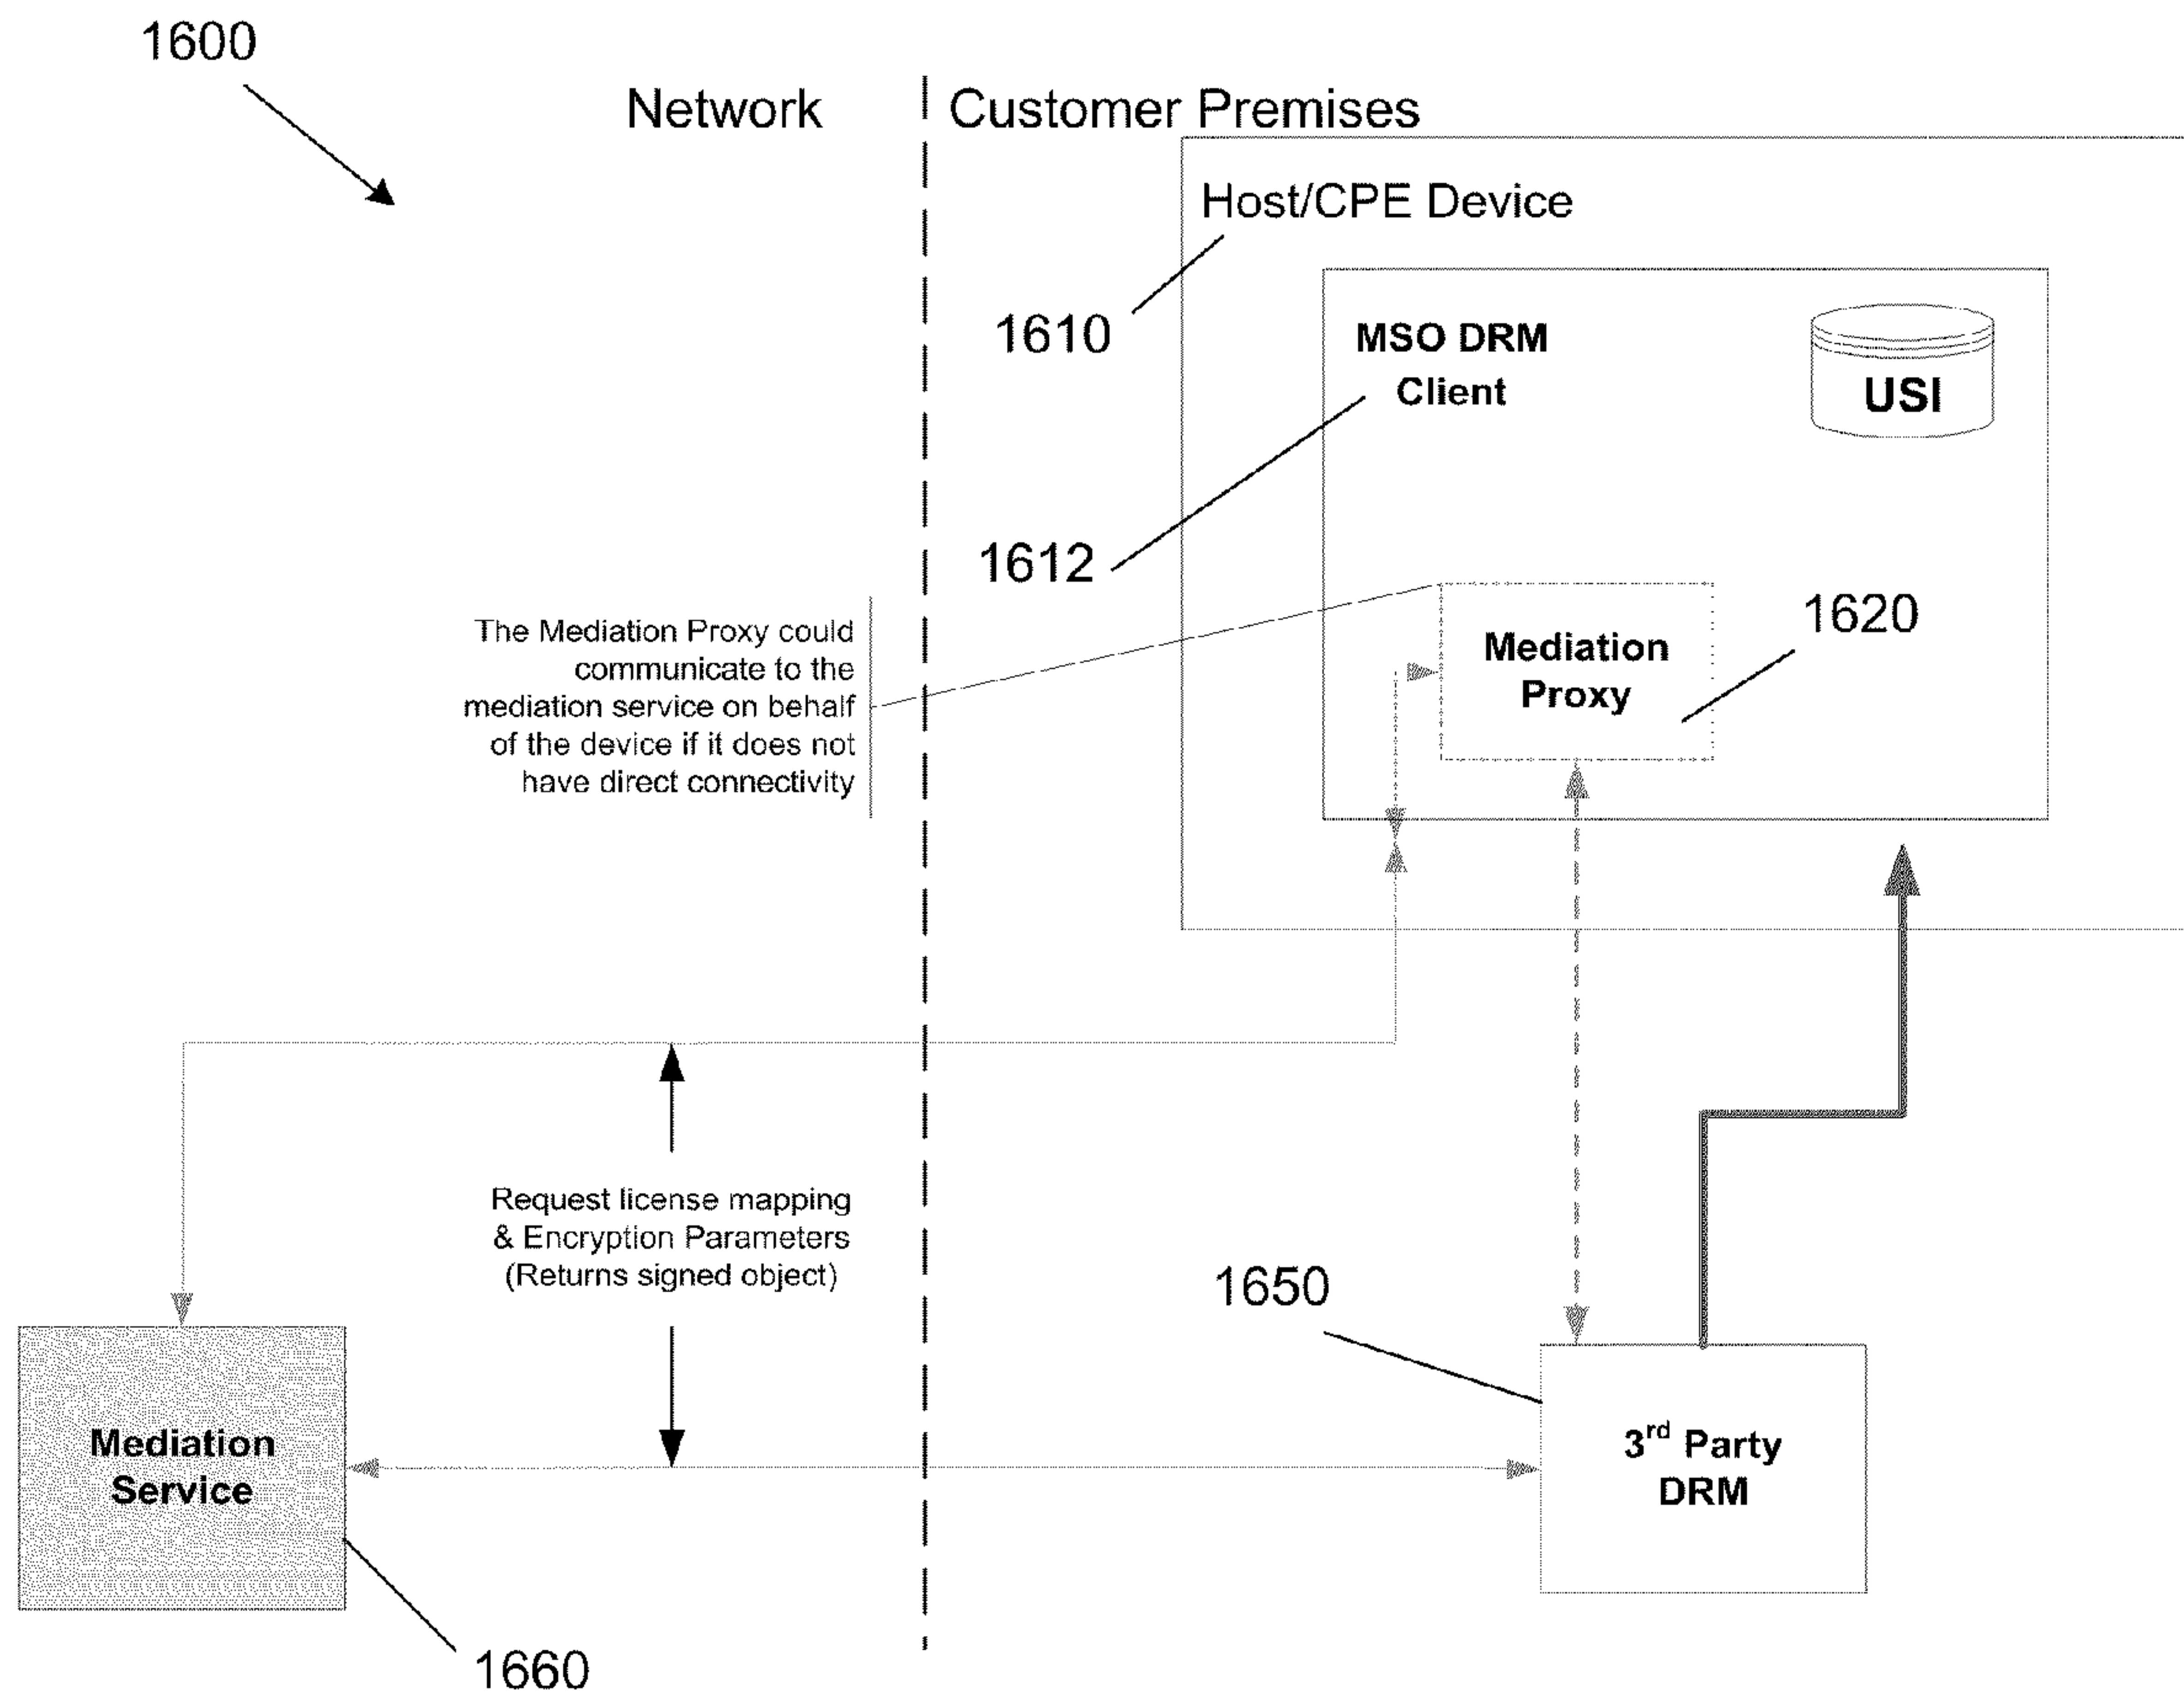 1600
Network
Customer Premises
Host/CPE Device
1610
MSO DRM
Client
USI
1612
The Mediation Proxy could
communicate to the
mediation service on behalf
of the device if it does not
have direct connectivity
Mediation
Proxy
1620
Request license mapping
& Encryption Parameters
(Returns signed object)
1650
Mediation
Service
3rd Party
DRM
1660